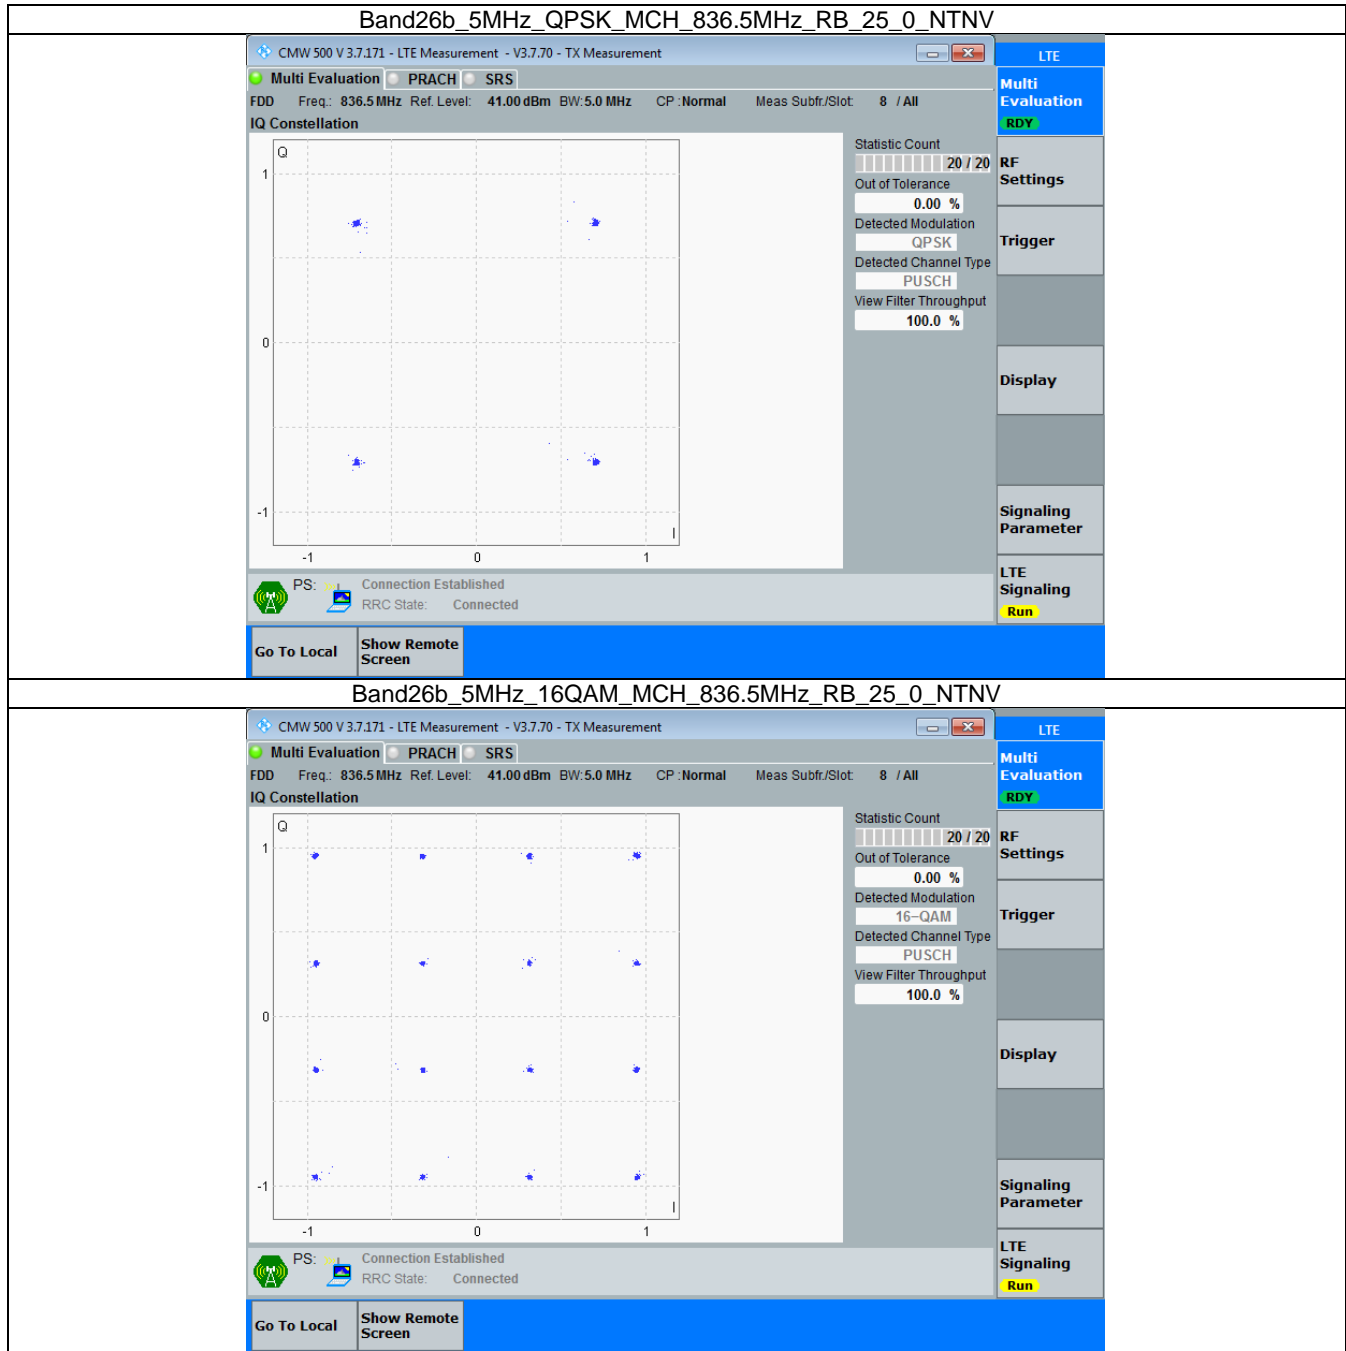 Band26b_5MHz_QPSK_MCH_836.5MHz_RB_25_0_NTNV
CMW 500 V 3.7.171 - LTE Measurement - V3.7.70 - TX Measurement
LTE
Multi Evaluation PRACH SRS
Multi
Evaluation
RDY
FDD Freq.: 836.5 MHz Ref. Level: 41.00 dBm BW: 5.0 MHz CP : Normal Meas Subfr./Slot: 8 / All
IQ Constellation
Q
1
0
-1
-1 0 1
I
Statistic Count
20 / 20
Out of Tolerance
0.00 %
Detected Modulation
QPSK
Detected Channel Type
PUSCH
View Filter Throughput
100.0 %
RF
Settings
Trigger
Display
Signaling
Parameter
LTE
Signaling
Run
PS: Connection Established
RRC State: Connected
Go To Local
Show Remote
Screen
Band26b_5MHz_16QAM_MCH_836.5MHz_RB_25_0_NTNV
CMW 500 V 3.7.171 - LTE Measurement - V3.7.70 - TX Measurement
LTE
Multi Evaluation PRACH SRS
Multi
Evaluation
RDY
FDD Freq.: 836.5 MHz Ref. Level: 41.00 dBm BW: 5.0 MHz CP : Normal Meas Subfr./Slot: 8 / All
IQ Constellation
Q
1
0
-1
-1 0 1
I
Statistic Count
20 / 20
Out of Tolerance
0.00 %
Detected Modulation
16-QAM
Detected Channel Type
PUSCH
View Filter Throughput
100.0 %
RF
Settings
Trigger
Display
Signaling
Parameter
LTE
Signaling
Run
PS: Connection Established
RRC State: Connected
Go To Local
Show Remote
Screen